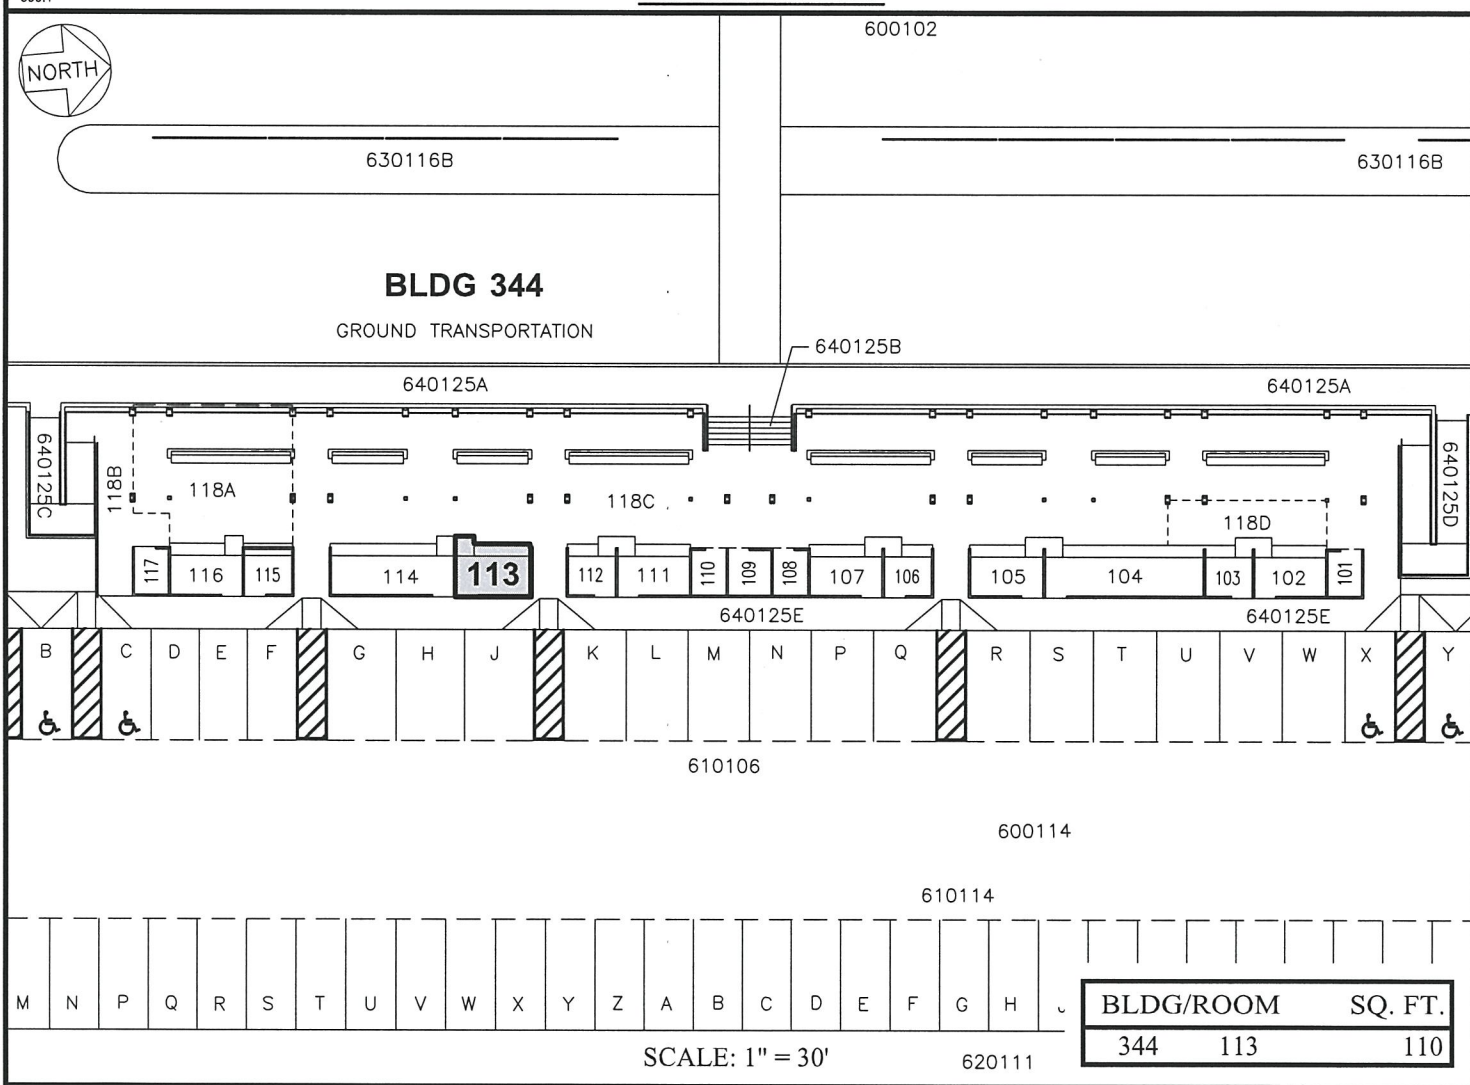 600102
NORTH
630116B
630116B
BLDG 344
GROUND TRANSPORTATION
640125B
640125A
640125A
640125C
118B
118A
118C
118D
640125D
117
116
115
114
113
112
111
110
109
108
107
106
105
104
103
102
101
640125E
640125E
B C D E F G H J K L M N P Q R S T U V W X Y
610106
600114
610114
M N P Q R S T U V W X Y Z A B C D E F G H
BLDG/ROOM SQ. FT.
344 113 110
SCALE: 1" = 30'
620111